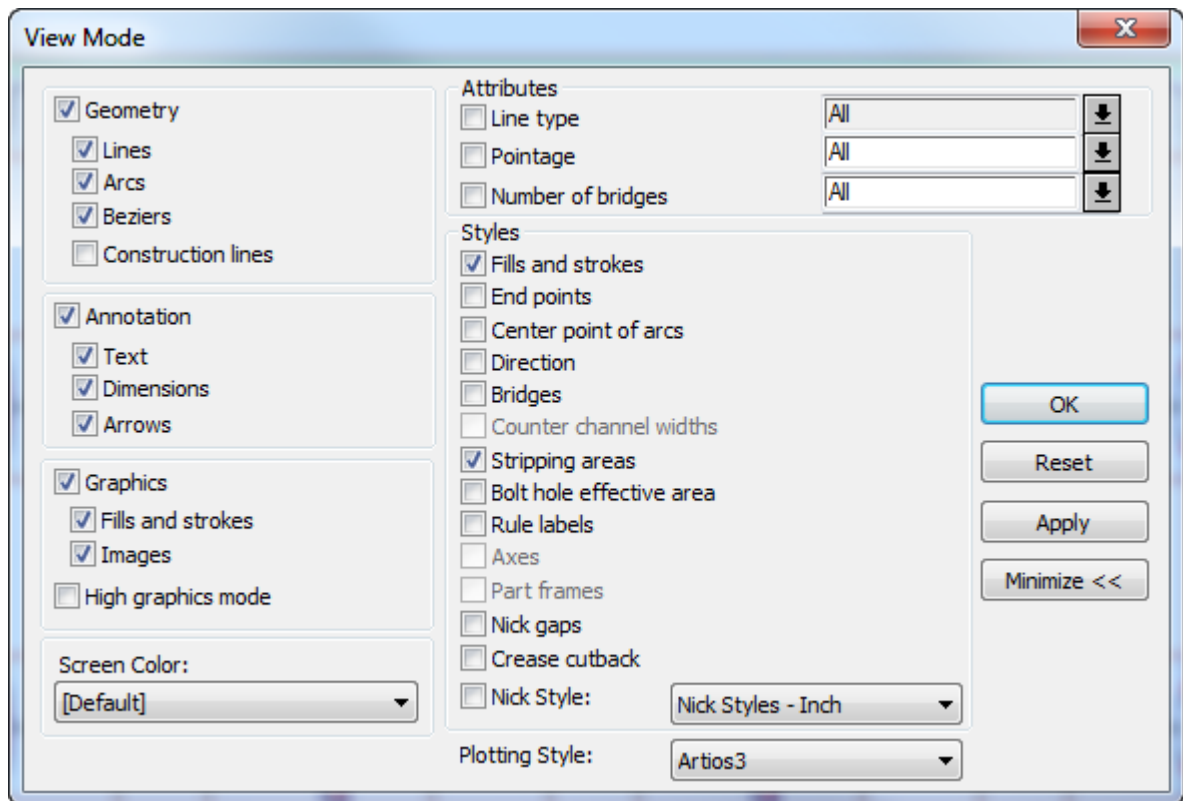 View Mode
Geometry
Lines
Arcs
Beziers
Construction lines
Annotation
Text
Dimensions
Arrows
Graphics
Fills and strokes
Images
High graphics mode
Screen Color:
[Default]
Attributes
Line type All
Pointage All
Number of bridges All
Styles
Fills and strokes
End points
Center point of arcs
Direction
Bridges
Counter channel widths
Stripping areas
Bolt hole effective area
Rule labels
Axes
Part frames
Nick gaps
Crease cutback
Nick Style: Nick Styles - Inch
Plotting Style: Artios3
OK
Reset
Apply
Minimize <<